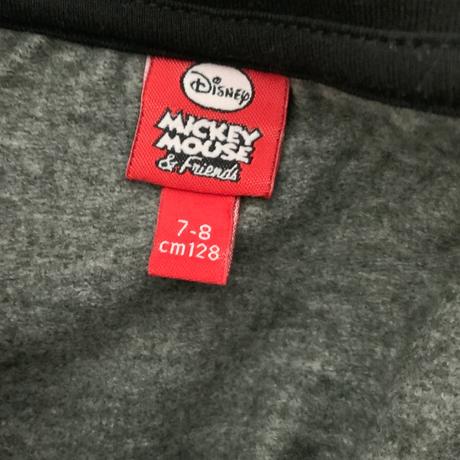 Disney
MICKEY
MOUSE
& Friends
7-8
cm128